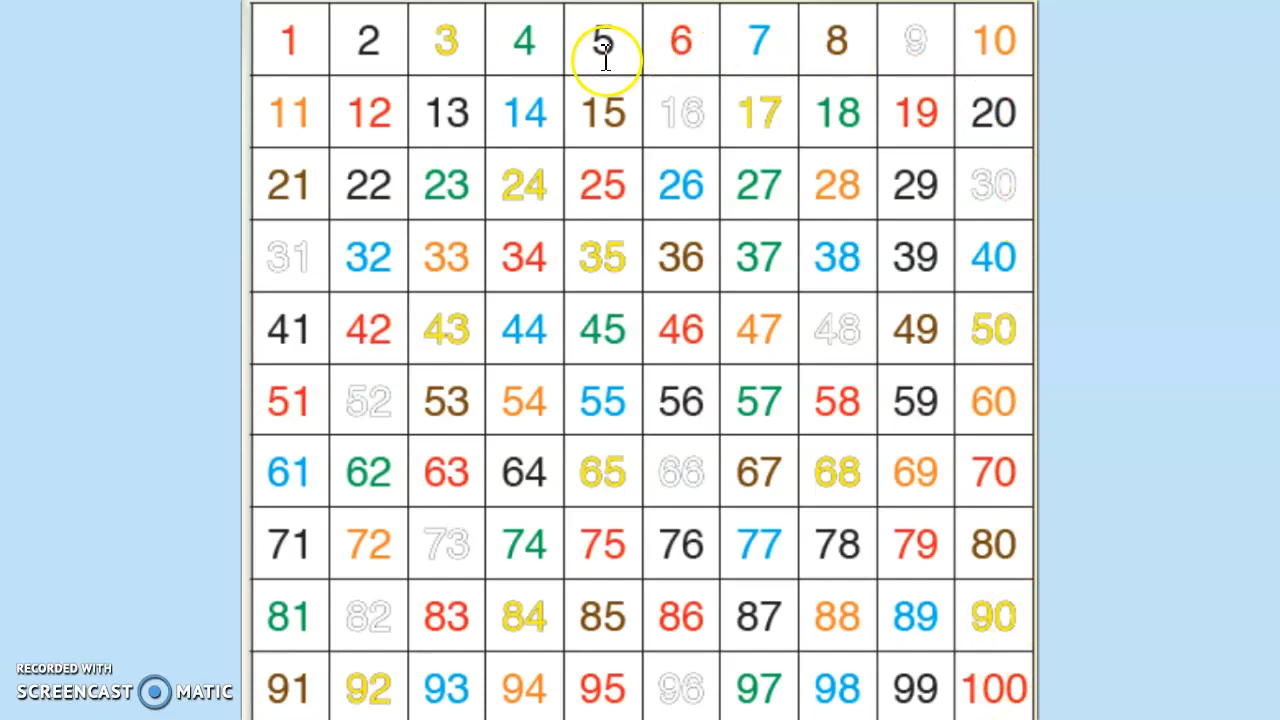 1 2 3 4 5 6 7 8 9 10
11 12 13 14 15 16 17 18 19 20
21 22 23 24 25 26 27 28 29 30
31 32 33 34 35 36 37 38 39 40
41 42 43 44 45 46 47 48 49 50
51 52 53 54 55 56 57 58 59 60
61 62 63 64 65 66 67 68 69 70
71 72 73 74 75 76 77 78 79 80
81 82 83 84 85 86 87 88 89 90
91 92 93 94 95 96 97 98 99 100
RECORDED WITH
SCREENCAST MATIC